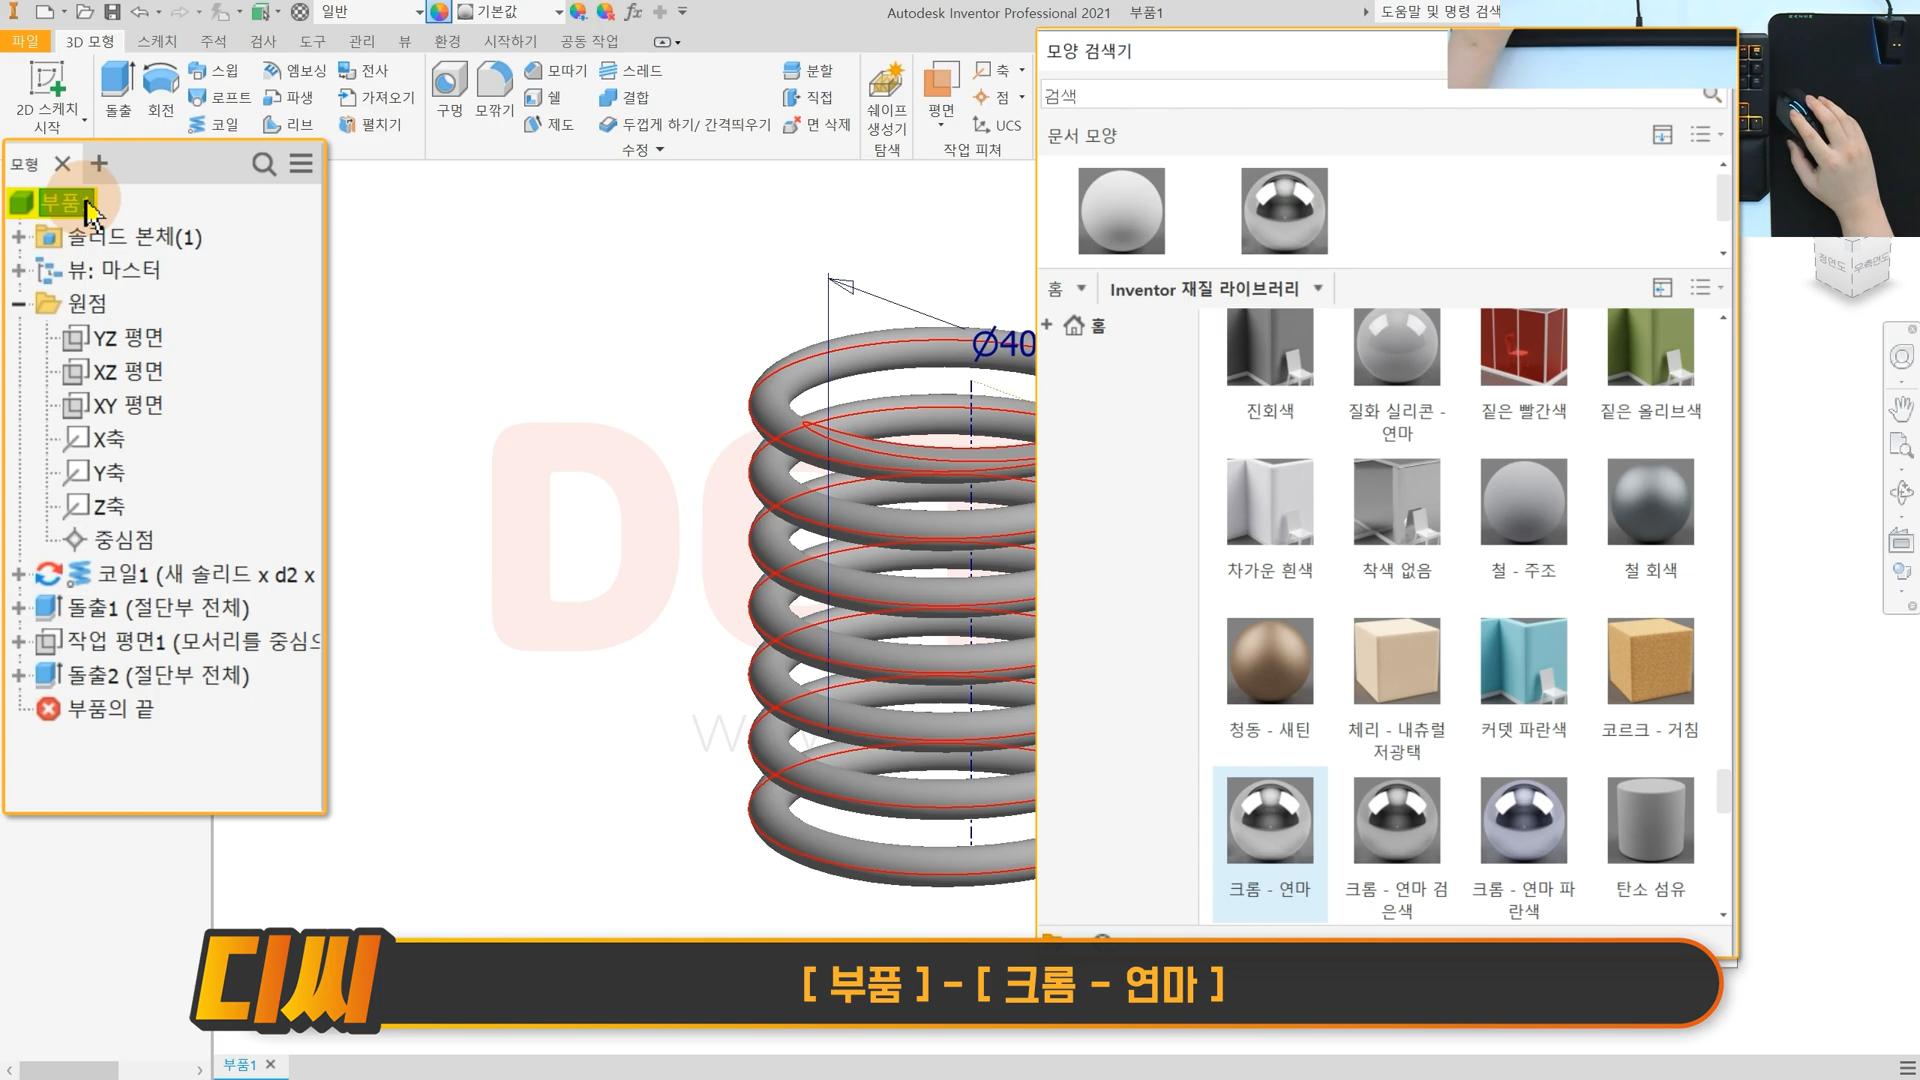 일반
기본값
Autodesk Inventor Professional 2021 부품1
도움말 및 명령 검색
파일 3D 모형 스케치 주석 검사 도구 관리 뷰 환경 시작하기 공동 작업
2D 스케치
시작
돌출
회전
스윕
로프트
코일
엠보싱
파생
리브
전사
가져오기
펼치기
구멍
모깎기
모따기
쉘
제도
스레드
결합
두껍게 하기/ 간격띄우기
분할
직접
면 삭제
수정
쉐이프
생성기
탐색
평면
축
점
UCS
작업 피쳐
모형
부품
솔리드 본체(1)
뷰: 마스터
원점
YZ 평면
XZ 평면
XY 평면
X축
Y축
Z축
중심점
코일1 (새 솔리드 x d2 x
돌출1 (절단부 전체)
작업 평면1 (모서리를 중심으
돌출2 (절단부 전체)
부품의 끝
Ø40
모양 검색기
검색
문서 모양
홈
Inventor 재질 라이브러리
홈
진회색
질화 실리콘 -
연마
짙은 빨간색
짙은 올리브색
차가운 흰색
착색 없음
철 - 주조
철 회색
청동 - 새틴
체리 - 내츄럴
저광택
커뎃 파란색
코르크 - 거침
크롬 - 연마
크롬 - 연마 검
은색
크롬 - 연마 파
란색
탄소 섬유
정면도
우측면도
디씨
[ 부품 ] - [ 크롬 - 연마 ]
부품1